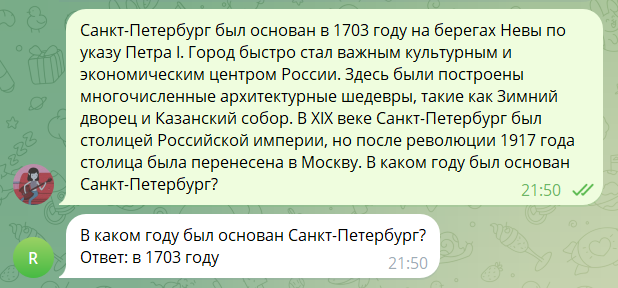 Санкт-Петербург был основан в 1703 году на берегах Невы по
указу Петра I. Город быстро стал важным культурным и
экономическим центром России. Здесь были построены
многочисленные архитектурные шедевры, такие как Зимний
дворец и Казанский собор. В XIX веке Санкт-Петербург был
столицей Российской империи, но после революции 1917 года
столица была перенесена в Москву. В каком году был основан
Санкт-Петербург?
21:50
R
В каком году был основан Санкт-Петербург?
Ответ: в 1703 году
21:50